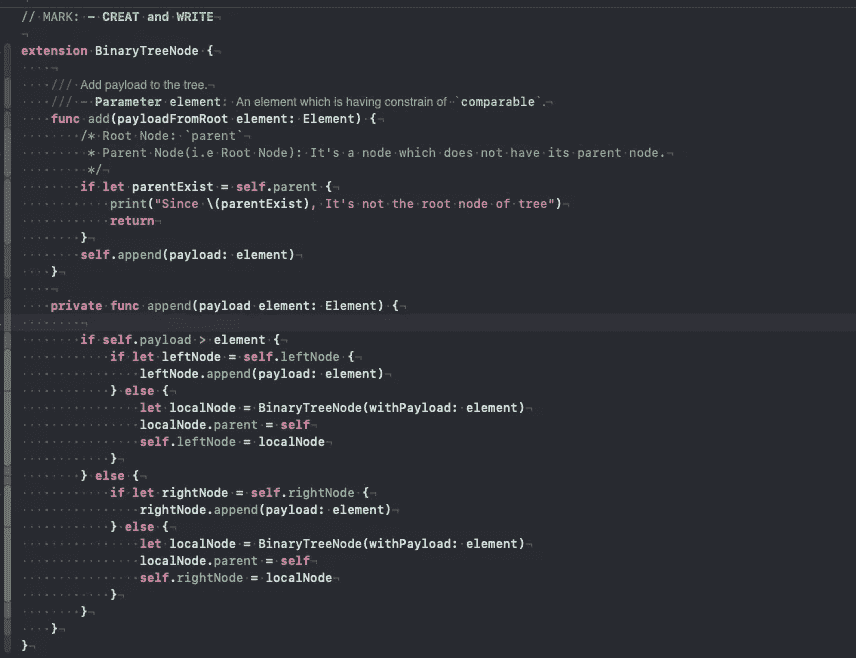 // MARK: - CREAT and WRITE
extension BinaryTreeNode {
    /// Add payload to the tree.
    /// - Parameter element: An element which is having constrain of `comparable`.
    func add(payloadFromRoot element: Element) {
        /* Root Node: `parent`
         * Parent Node(i.e Root Node): It's a node which does not have its parent node.
         */
        if let parentExist = self.parent {
            print("Since \(parentExist), It's not the root node of tree")
            return
        }
        self.append(payload: element)
    }
    private func append(payload element: Element) {
        if self.payload > element {
            if let leftNode = self.leftNode {
                leftNode.append(payload: element)
            } else {
                let localNode = BinaryTreeNode(withPayload: element)
                localNode.parent = self
                self.leftNode = localNode
            }
        } else {
            if let rightNode = self.rightNode {
                rightNode.append(payload: element)
            } else {
                let localNode = BinaryTreeNode(withPayload: element)
                localNode.parent = self
                self.rightNode = localNode
            }
        }
    }
}